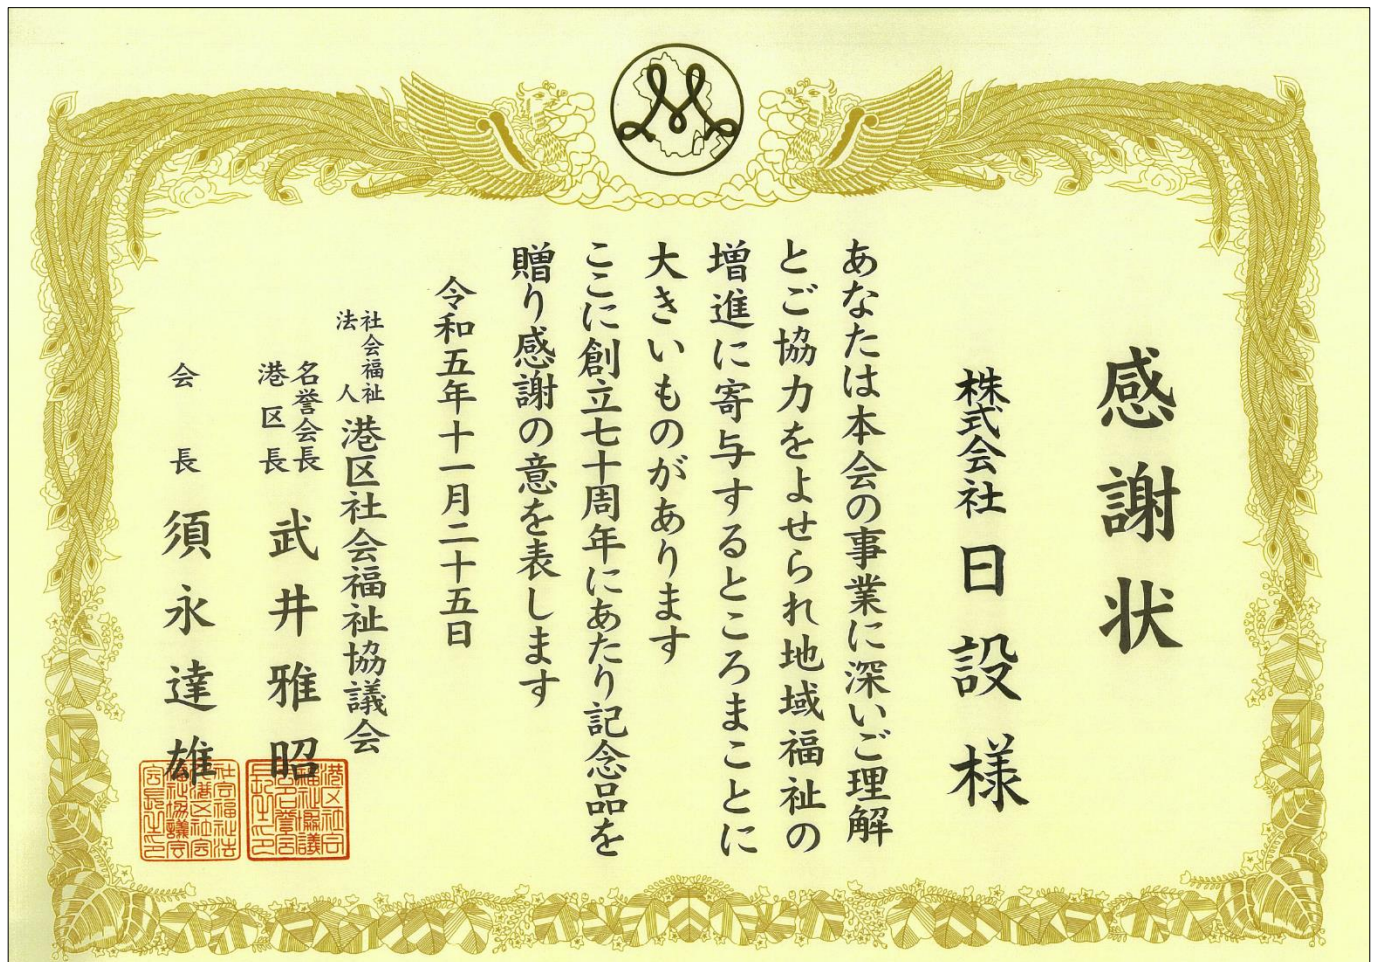 感謝状
株式会社日設様
あなたは本会の事業に深いご理解
とご協力をよせられ地域福祉の
増進に寄与するところまことに
大きいものがあります
ここに創立七十周年にあたり記念品を
贈り感謝の意を表します
令和五年十一月二十五日
社会福祉
法人
港区社会福祉協議会
名誉会長
港区長
武井雅昭
会長
須永達雄